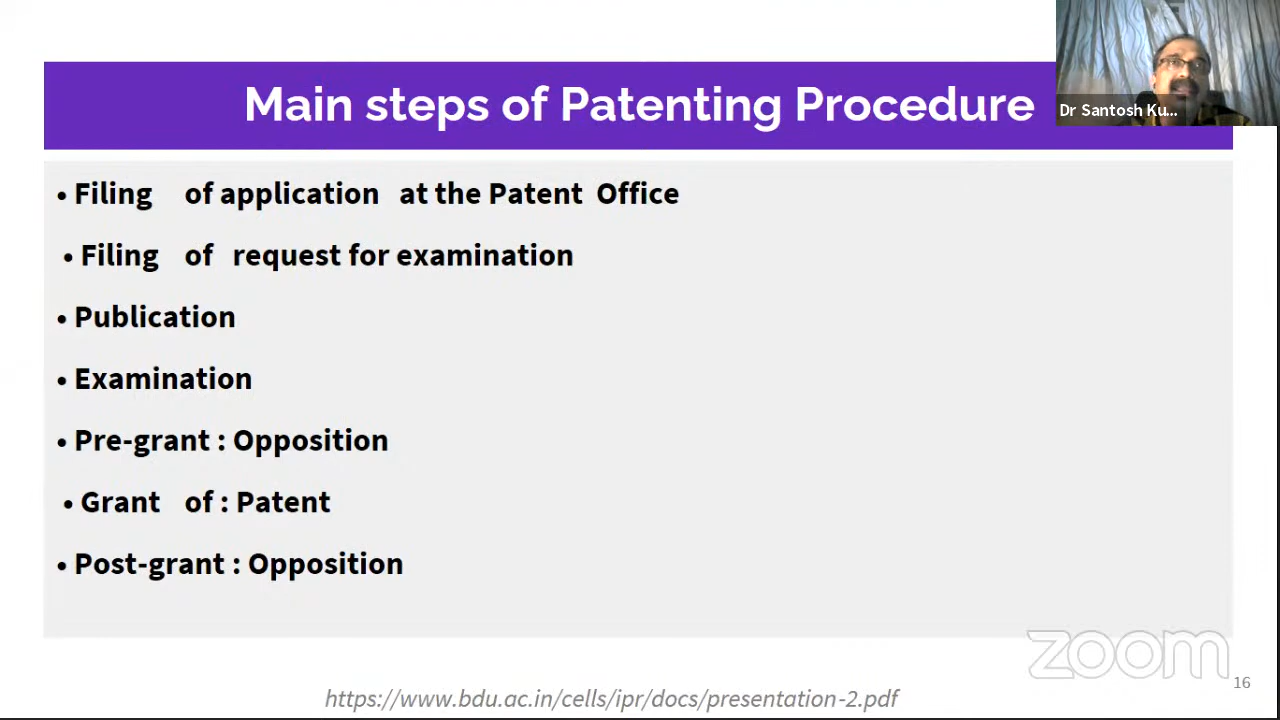 Main steps of Patenting Procedure
Dr Santosh Ku...
• Filing of application at the Patent Office
• Filing of request for examination
• Publication
• Examination
• Pre-grant : Opposition
• Grant of : Patent
• Post-grant : Opposition
zoom
16
https://www.bdu.ac.in/cells/ipr/docs/presentation-2.pdf